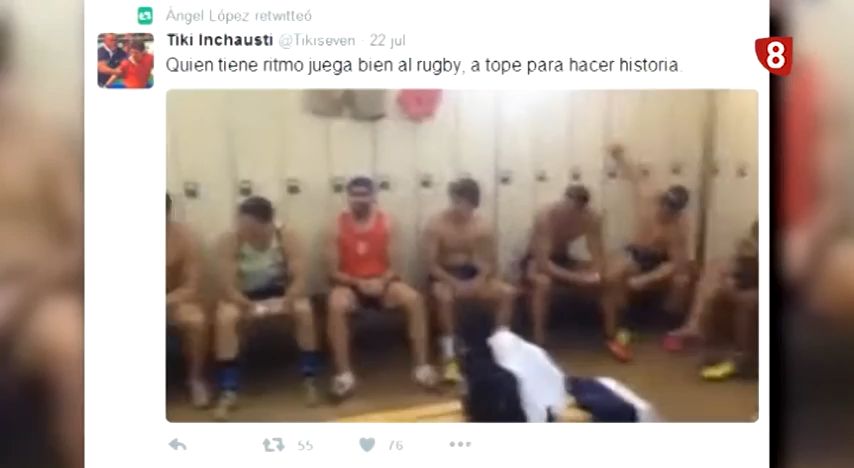 Àngel López retwitteó
Tiki Inchausti @Tikiseven · 22 jul
Quien tiene ritmo juega bien al rugby, a tope para hacer historia.
8
55 76